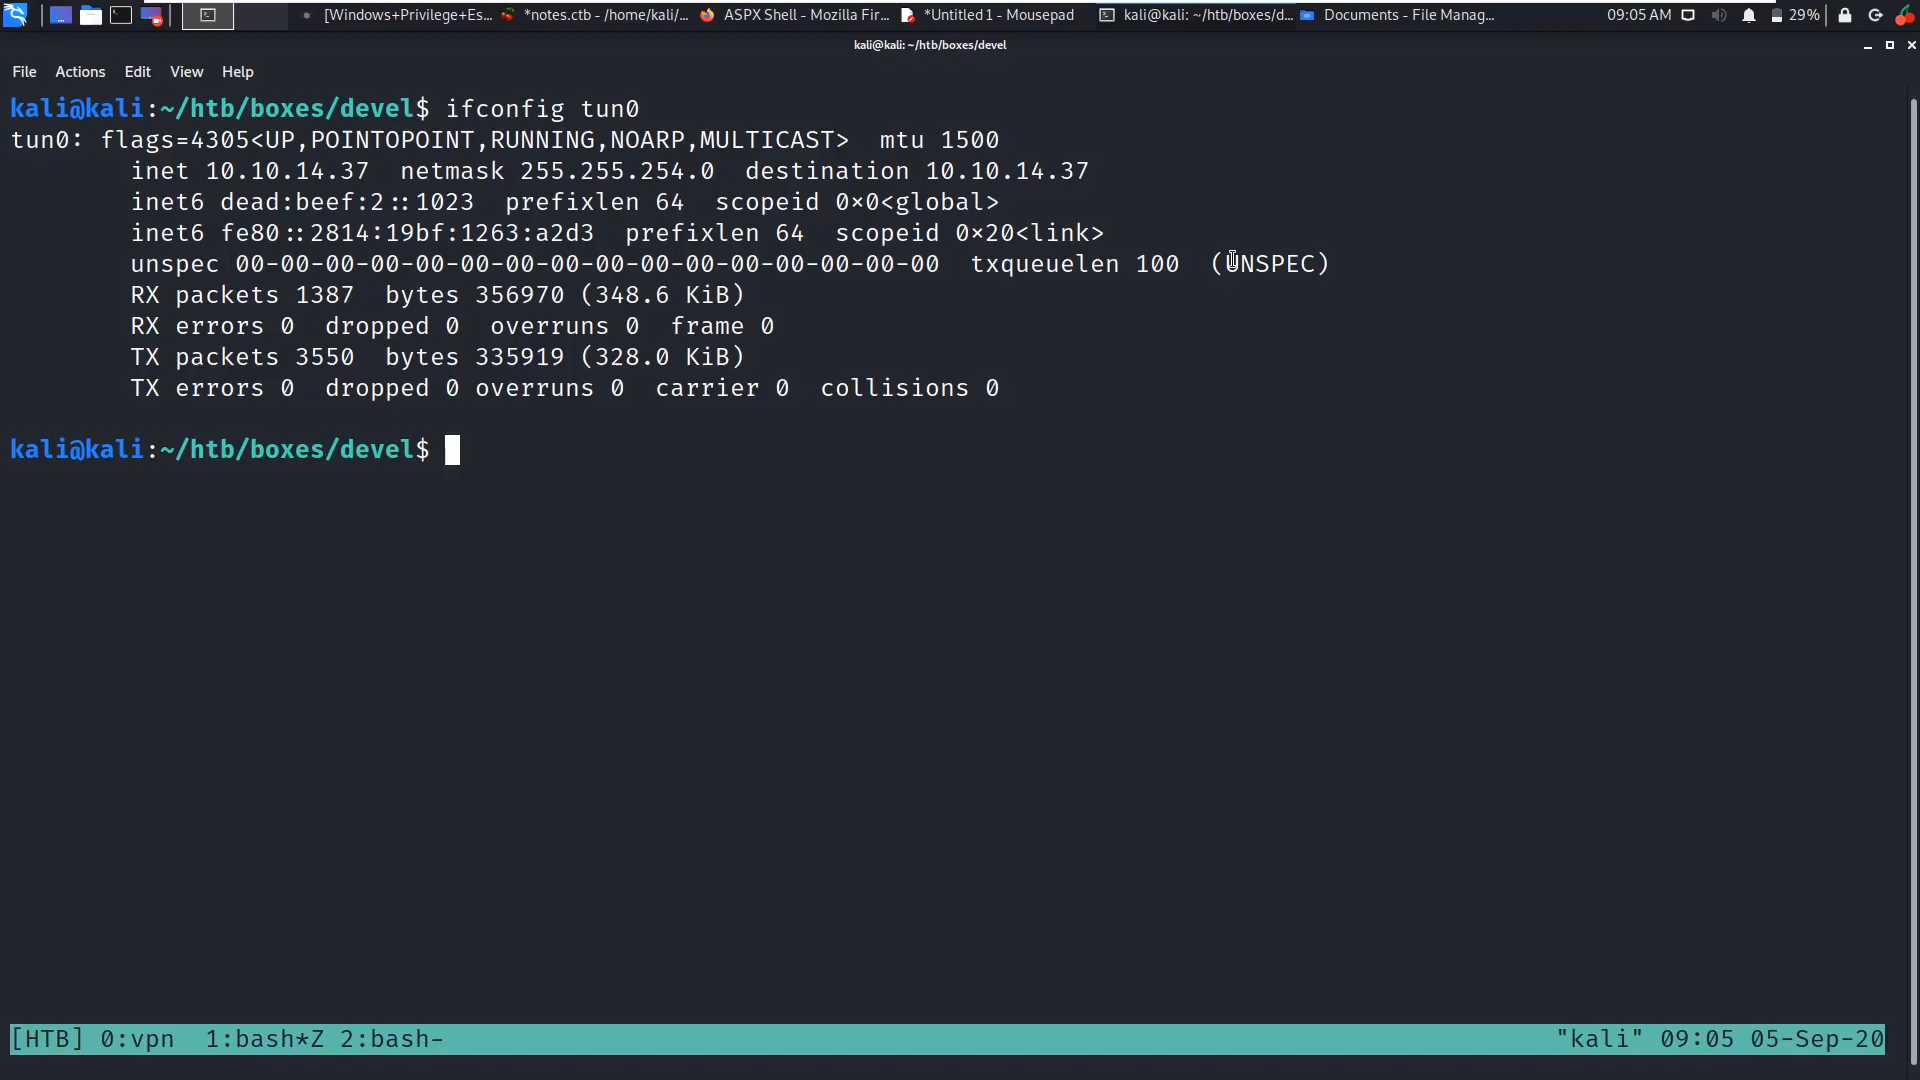 [Windows+Privilege+Es... *notes.ctb - /home/kali/... ASPX Shell - Mozilla Fir... *Untitled 1 - Mousepad kali@kali: ~/htb/boxes/d... Documents - File Manag... 09:05 AM 29%
kali@kali: ~/htb/boxes/devel
File Actions Edit View Help
kali@kali:~/htb/boxes/devel$ ifconfig tun0
tun0: flags=4305<UP,POINTOPOINT,RUNNING,NOARP,MULTICAST>  mtu 1500
        inet 10.10.14.37  netmask 255.255.254.0  destination 10.10.14.37
        inet6 dead:beef:2::1023  prefixlen 64  scopeid 0×0<global>
        inet6 fe80::2814:19bf:1263:a2d3  prefixlen 64  scopeid 0×20<link>
        unspec 00-00-00-00-00-00-00-00-00-00-00-00-00-00-00-00  txqueuelen 100  (UNSPEC)
        RX packets 1387  bytes 356970 (348.6 KiB)
        RX errors 0  dropped 0  overruns 0  frame 0
        TX packets 3550  bytes 335919 (328.0 KiB)
        TX errors 0  dropped 0 overruns 0  carrier 0  collisions 0
kali@kali:~/htb/boxes/devel$
[HTB] 0:vpn  1:bash*Z 2:bash- "kali" 09:05 05-Sep-20